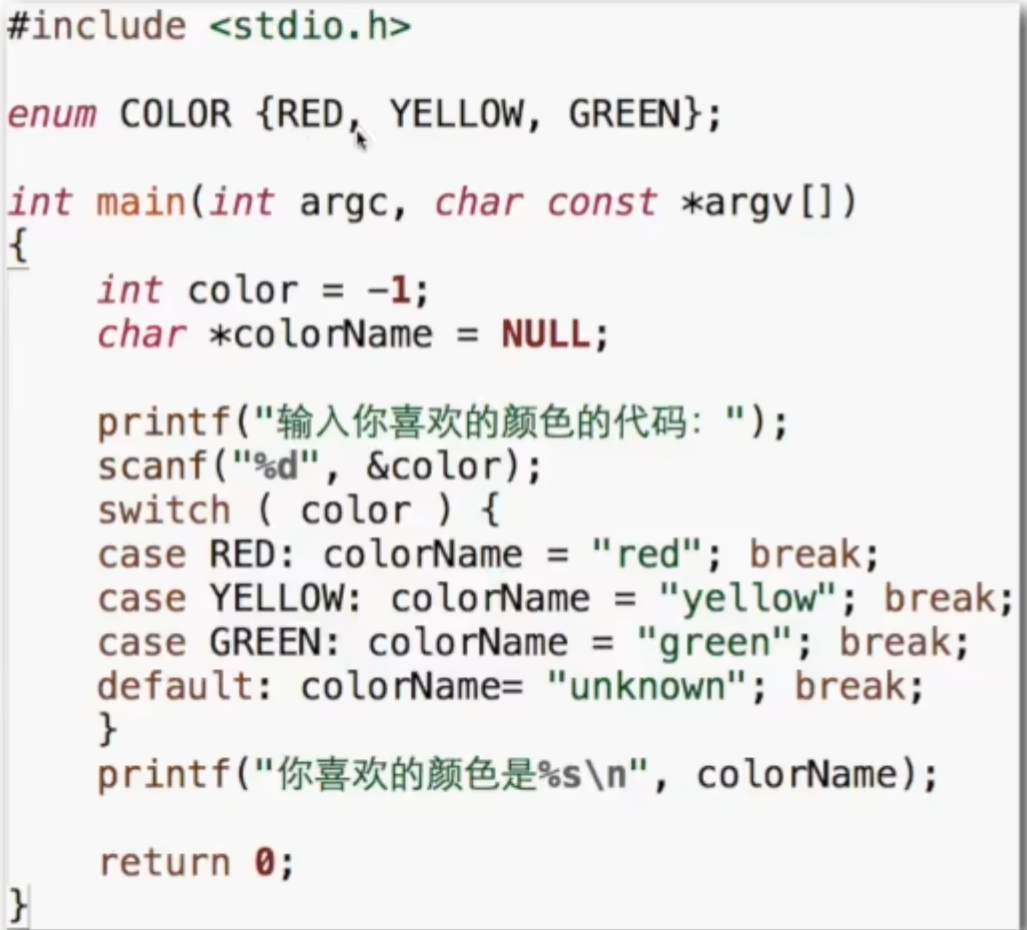 #include <stdio.h>
enum COLOR {RED, YELLOW, GREEN};
int main(int argc, char const *argv[])
{
int color = -1;
char *colorName = NULL;
printf("输入你喜欢的颜色的代码: ");
scanf("%d", &color);
switch ( color ) {
case RED: colorName = "red"; break;
case YELLOW: colorName = "yellow"; break;
case GREEN: colorName = "green"; break;
default: colorName= "unknown"; break;
}
printf("你喜欢的颜色是%s\n", colorName);
return 0;
}